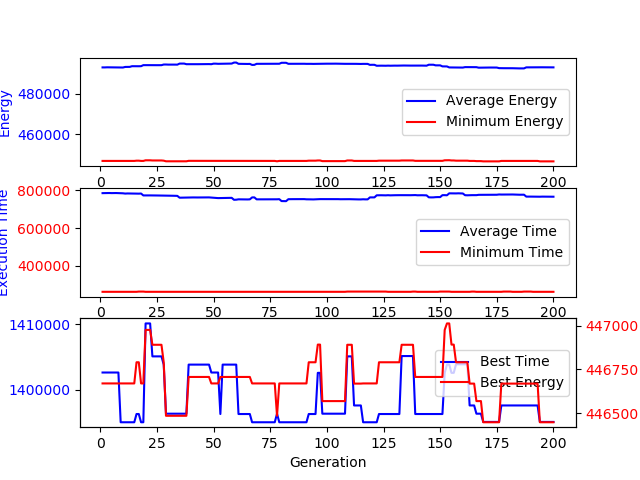 480000
460000
Energy
Average Energy
Minimum Energy
0 25 50 75 100 125 150 175 200
800000
600000
400000
Execution Time
Average Time
Minimum Time
0 25 50 75 100 125 150 175 200
1410000
1400000
447000
446750
446500
Best Time
Best Energy
0 25 50 75 100 125 150 175 200
Generation